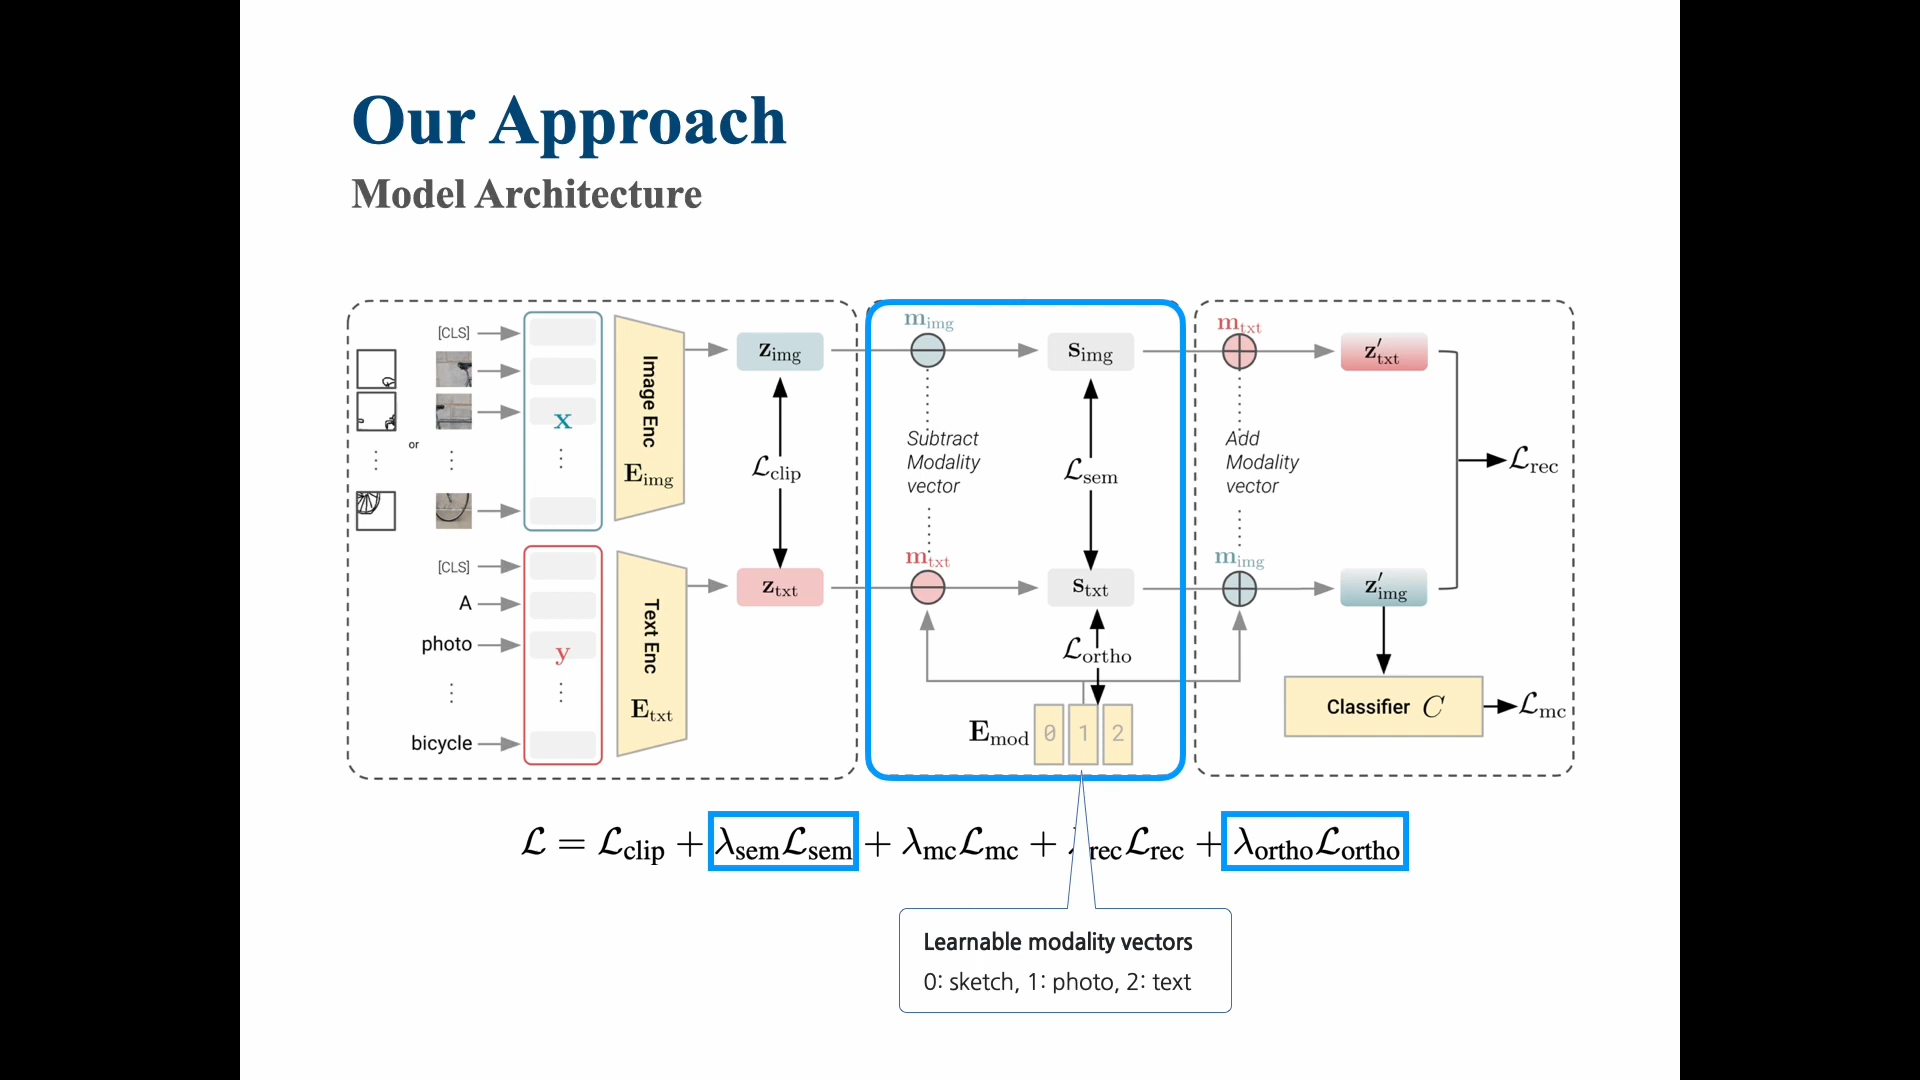 Our Approach
Model Architecture
[CLS]
or
x
Image Enc
E_img
z_img
L_clip
[CLS]
A
photo
bicycle
y
Text Enc
E_txt
z_txt
m_img
Subtract
Modality
vector
m_txt
s_img
L_sem
s_txt
L_ortho
E_mod 0 1 2
m_txt
Add
Modality
vector
m_img
z'_txt
z'_img
L_rec
Classifier C
L_mc
L = L_clip + λ_sem L_sem + λ_mc L_mc + λ_rec L_rec + λ_ortho L_ortho
Learnable modality vectors
0: sketch, 1: photo, 2: text